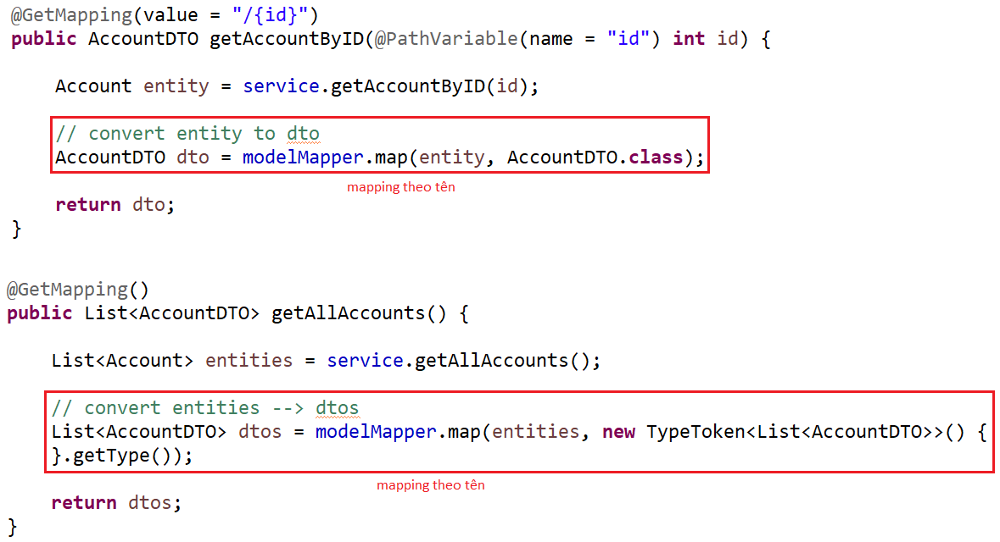 @GetMapping(value = "/{id}")
public AccountDTO getAccountByID(@PathVariable(name = "id") int id) {
Account entity = service.getAccountByID(id);
// convert entity to dto
AccountDTO dto = modelMapper.map(entity, AccountDTO.class);
mapping theo tên
return dto;
}
@GetMapping()
public List<AccountDTO> getAllAccounts() {
List<Account> entities = service.getAllAccounts();
// convert entities --> dtos
List<AccountDTO> dtos = modelMapper.map(entities, new TypeToken<List<AccountDTO>>() {
}.getType());
mapping theo tên
return dtos;
}